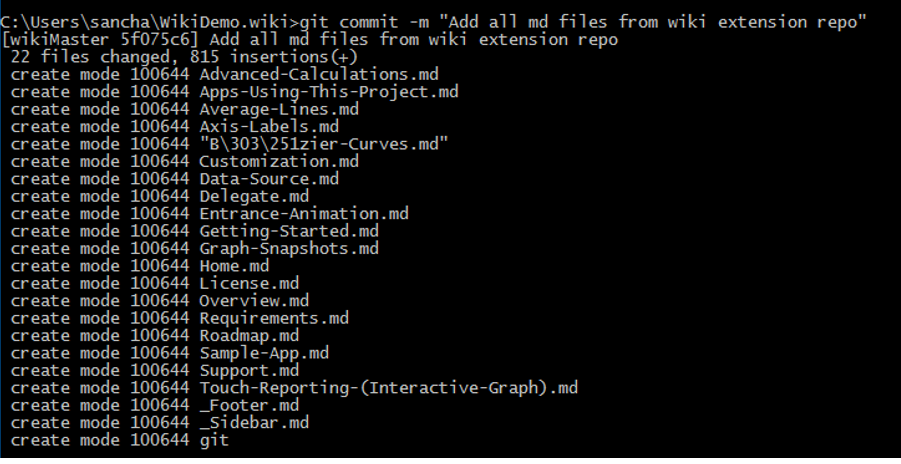 C:\Users\sancha\WikiDemo.wiki>git commit -m "Add all md files from wiki extension repo"
[wikiMaster 5f075c6] Add all md files from wiki extension repo
 22 files changed, 815 insertions(+)
 create mode 100644 Advanced-Calculations.md
 create mode 100644 Apps-Using-This-Project.md
 create mode 100644 Average-Lines.md
 create mode 100644 Axis-Labels.md
 create mode 100644 "B\303\251zier-Curves.md"
 create mode 100644 Customization.md
 create mode 100644 Data-Source.md
 create mode 100644 Delegate.md
 create mode 100644 Entrance-Animation.md
 create mode 100644 Getting-Started.md
 create mode 100644 Graph-Snapshots.md
 create mode 100644 Home.md
 create mode 100644 License.md
 create mode 100644 Overview.md
 create mode 100644 Requirements.md
 create mode 100644 Roadmap.md
 create mode 100644 Sample-App.md
 create mode 100644 Support.md
 create mode 100644 Touch-Reporting-(Interactive-Graph).md
 create mode 100644 _Footer.md
 create mode 100644 _Sidebar.md
 create mode 100644 git